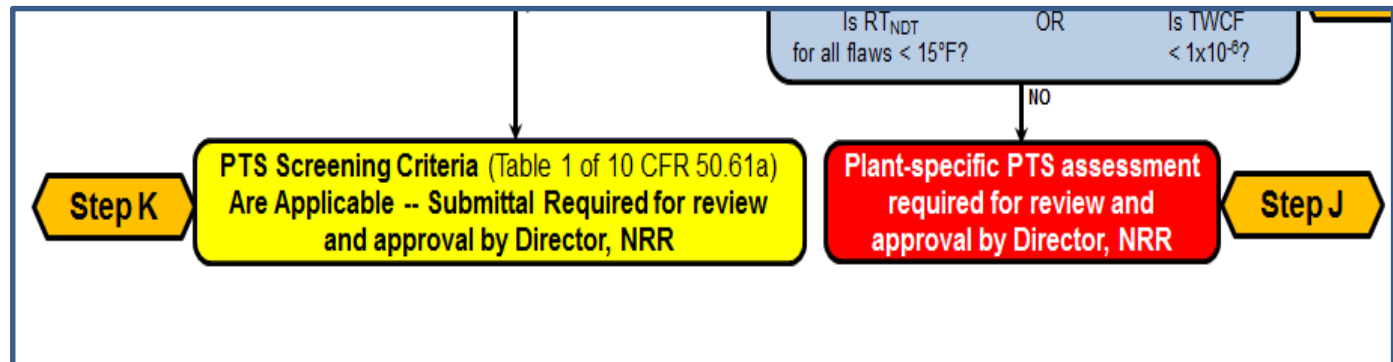 Is RT_NDT OR Is TWCF
for all flaws < 15°F? < 1x10⁻⁶?
NO
PTS Screening Criteria (Table 1 of 10 CFR 50.61a)
Are Applicable -- Submittal Required for review
and approval by Director, NRR
Step K
Plant-specific PTS assessment
required for review and
approval by Director, NRR
Step J